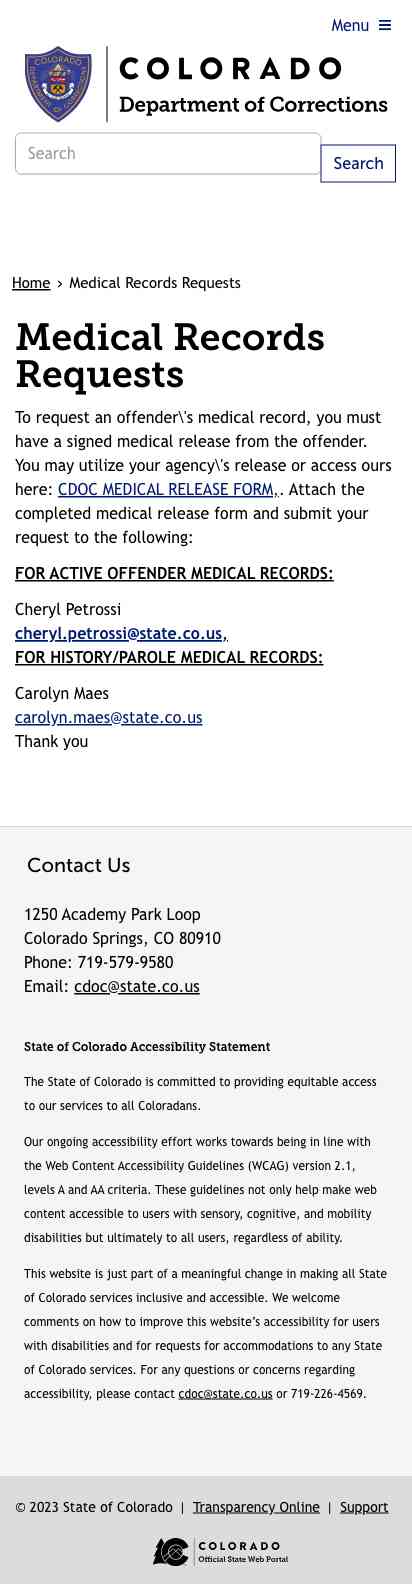 Menu
COLORADO
Department of Corrections
Search
Search
Home › Medical Records Requests
Medical Records
Requests
To request an offender\'s medical record, you must
have a signed medical release from the offender.
You may utilize your agency\'s release or access ours
here: CDOC MEDICAL RELEASE FORM,. Attach the
completed medical release form and submit your
request to the following:
FOR ACTIVE OFFENDER MEDICAL RECORDS:
Cheryl Petrossi
cheryl.petrossi@state.co.us,
FOR HISTORY/PAROLE MEDICAL RECORDS:
Carolyn Maes
carolyn.maes@state.co.us
Thank you
Contact Us
1250 Academy Park Loop
Colorado Springs, CO 80910
Phone: 719-579-9580
Email: cdoc@state.co.us
State of Colorado Accessibility Statement
The State of Colorado is committed to providing equitable access
to our services to all Coloradans.
Our ongoing accessibility effort works towards being in line with
the Web Content Accessibility Guidelines (WCAG) version 2.1,
levels A and AA criteria. These guidelines not only help make web
content accessible to users with sensory, cognitive, and mobility
disabilities but ultimately to all users, regardless of ability.
This website is just part of a meaningful change in making all State
of Colorado services inclusive and accessible. We welcome
comments on how to improve this website’s accessibility for users
with disabilities and for requests for accommodations to any State
of Colorado services. For any questions or concerns regarding
accessibility, please contact cdoc@state.co.us or 719-226-4569.
© 2023 State of Colorado | Transparency Online | Support
COLORADO
Official State Web Portal